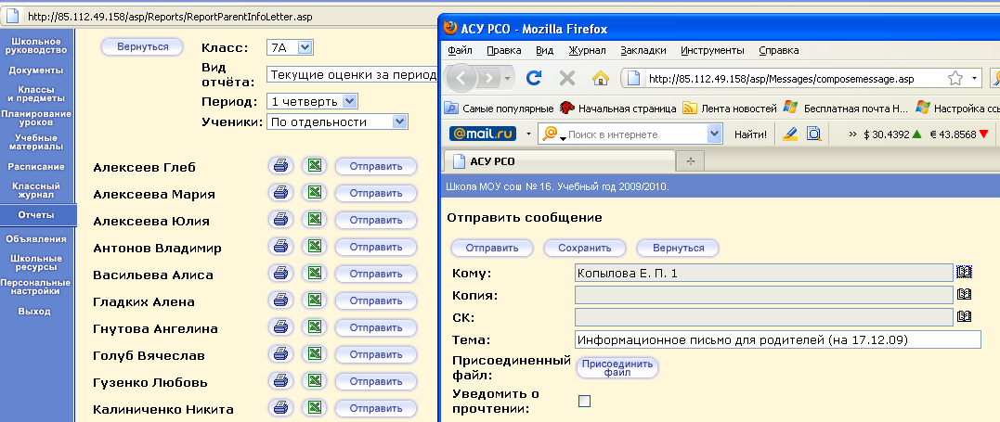 http://85.112.49.158/asp/Reports/ReportParentInfoLetter.asp
Школьное
руководство
Документы
Классы
и предметы
Планирование
уроков
Учебные
материалы
Расписание
Классный
журнал
Отчеты
Объявления
Школьные
ресурсы
Персональные
настройки
Выход
Вернуться
Класс: 7А
Вид
отчёта: Текущие оценки за период
Период: 1 четверть
Ученики: По отдельности
Алексеев Глеб Отправить
Алексеева Мария Отправить
Алексеева Юлия Отправить
Антонов Владимир Отправить
Васильева Алиса Отправить
Гладких Алена Отправить
Гнутова Ангелина Отправить
Голуб Вячеслав Отправить
Гузенко Любовь Отправить
Калиниченко Никита Отправить
АСУ РСО - Mozilla Firefox
Файл Правка Вид Журнал Закладки Инструменты Справка
http://85.112.49.158/asp/Messages/composemessage.asp
Самые популярные Начальная страница Лента новостей Бесплатная почта H... Настройка ссы
@mail.ru Поиск в интернете Найти! » $ 30.4392 € 43.8568
АСУ РСО
Школа МОУ сош № 16. Учебный год 2009/2010.
Отправить сообщение
Отправить Сохранить Вернуться
Кому: Копылова Е. П. 1
Копия:
СК:
Тема: Информационное письмо для родителей (на 17.12.09)
Присоединенный
файл: Присоединить
файл
Уведомить о
прочтении: